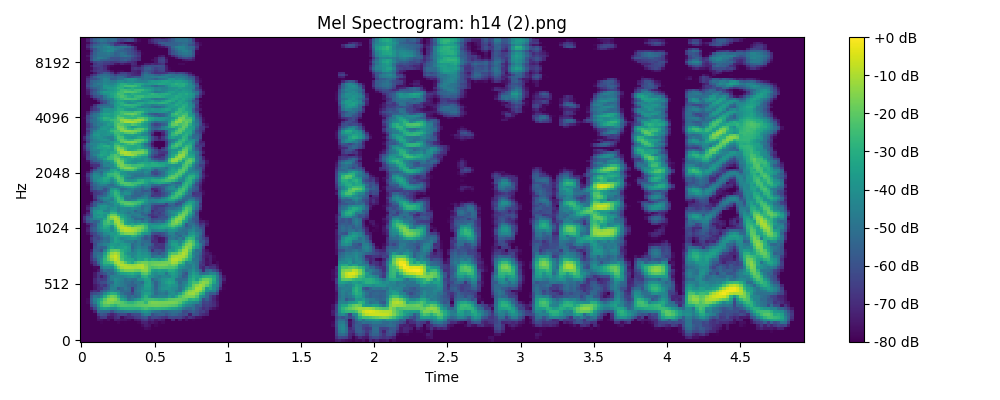 Mel Spectrogram: h14 (2).png
8192
4096
2048
1024
512
0
Hz
0 0.5 1 1.5 2 2.5 3 3.5 4 4.5
Time
+0 dB
-10 dB
-20 dB
-30 dB
-40 dB
-50 dB
-60 dB
-70 dB
-80 dB